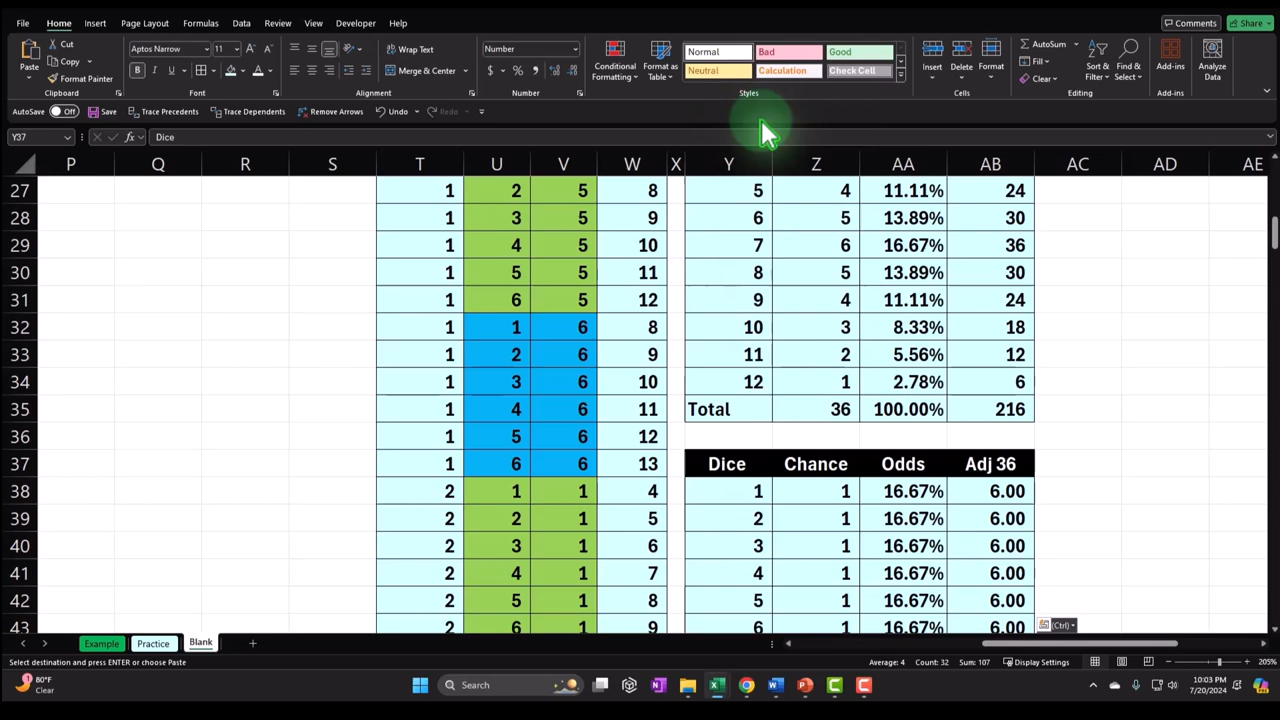 File Home Insert Page Layout Formulas Data Review View Developer Help Comments Share
Cut Aptos Narrow 11 Wrap Text Number Normal Bad Good AutoSum
Copy Fill
Paste Format Painter B I U Merge & Center $ % Conditional Formatting Format as Table Neutral Calculation Check Cell Insert Delete Format Clear Sort & Filter Find & Select Add-ins Analyze Data
Clipboard Font Alignment Number Styles Cells Editing Add-ins
AutoSave Off Save Trace Precedents Trace Dependents Remove Arrows Undo Redo
Y37 fx Dice
P Q R S T U V W X Y Z AA AB AC AD AE
27 1 2 5 8 5 4 11.11% 24
28 1 3 5 9 6 5 13.89% 30
29 1 4 5 10 7 6 16.67% 36
30 1 5 5 11 8 5 13.89% 30
31 1 6 5 12 9 4 11.11% 24
32 1 1 6 8 10 3 8.33% 18
33 1 2 6 9 11 2 5.56% 12
34 1 3 6 10 12 1 2.78% 6
35 1 4 6 11 Total 36 100.00% 216
36 1 5 6 12
37 1 6 6 13 Dice Chance Odds Adj 36
38 2 1 1 4 1 1 16.67% 6.00
39 2 2 1 5 2 1 16.67% 6.00
40 2 3 1 6 3 1 16.67% 6.00
41 2 4 1 7 4 1 16.67% 6.00
42 2 5 1 8 5 1 16.67% 6.00
43 2 6 1 9 6 1 16.67% 6.00
(Ctrl)
Example Practice Blank
Select destination and press ENTER or choose Paste Average: 4 Count: 32 Sum: 107 Display Settings 205%
80°F
Clear
Search
10:03 PM
7/20/2024